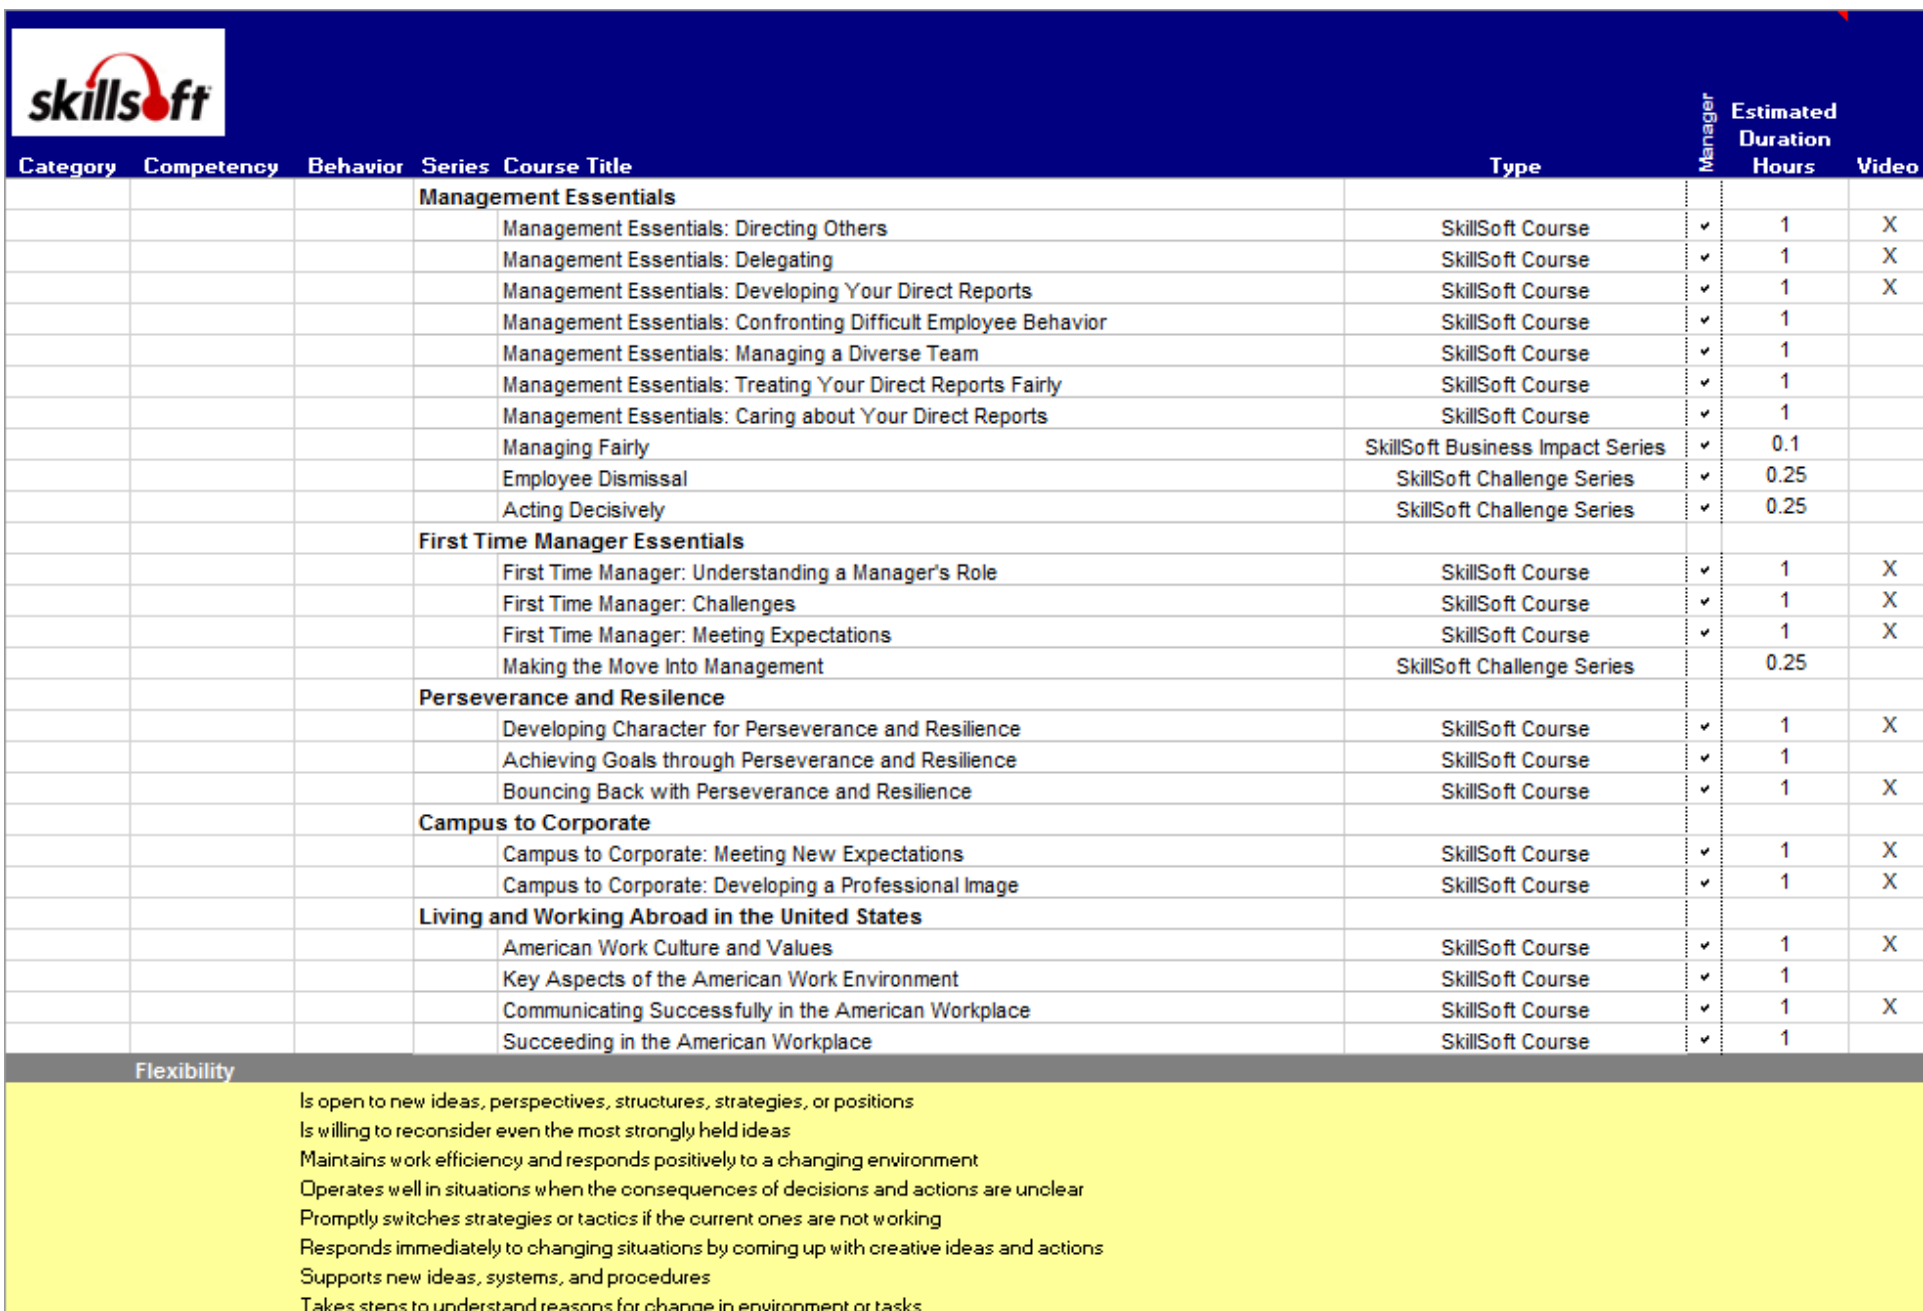 skillsoft
Manager
Estimated
Duration
Category Competency Behavior Series Course Title Type Hours Video
Management Essentials
Management Essentials: Directing Others SkillSoft Course ✔ 1 X
Management Essentials: Delegating SkillSoft Course ✔ 1 X
Management Essentials: Developing Your Direct Reports SkillSoft Course ✔ 1 X
Management Essentials: Confronting Difficult Employee Behavior SkillSoft Course ✔ 1
Management Essentials: Managing a Diverse Team SkillSoft Course ✔ 1
Management Essentials: Treating Your Direct Reports Fairly SkillSoft Course ✔ 1
Management Essentials: Caring about Your Direct Reports SkillSoft Course ✔ 1
Managing Fairly SkillSoft Business Impact Series ✔ 0.1
Employee Dismissal SkillSoft Challenge Series ✔ 0.25
Acting Decisively SkillSoft Challenge Series ✔ 0.25
First Time Manager Essentials
First Time Manager: Understanding a Manager's Role SkillSoft Course ✔ 1 X
First Time Manager: Challenges SkillSoft Course ✔ 1 X
First Time Manager: Meeting Expectations SkillSoft Course ✔ 1 X
Making the Move Into Management SkillSoft Challenge Series 0.25
Perseverance and Resilence
Developing Character for Perseverance and Resilience SkillSoft Course ✔ 1 X
Achieving Goals through Perseverance and Resilience SkillSoft Course ✔ 1
Bouncing Back with Perseverance and Resilience SkillSoft Course ✔ 1 X
Campus to Corporate
Campus to Corporate: Meeting New Expectations SkillSoft Course ✔ 1 X
Campus to Corporate: Developing a Professional Image SkillSoft Course ✔ 1 X
Living and Working Abroad in the United States
American Work Culture and Values SkillSoft Course ✔ 1 X
Key Aspects of the American Work Environment SkillSoft Course ✔ 1
Communicating Successfully in the American Workplace SkillSoft Course ✔ 1 X
Succeeding in the American Workplace SkillSoft Course ✔ 1
Flexibility
Is open to new ideas, perspectives, structures, strategies, or positions
Is willing to reconsider even the most strongly held ideas
Maintains work efficiency and responds positively to a changing environment
Operates well in situations when the consequences of decisions and actions are unclear
Promptly switches strategies or tactics if the current ones are not working
Responds immediately to changing situations by coming up with creative ideas and actions
Supports new ideas, systems, and procedures
Takes steps to understand reasons for change in environment or tasks